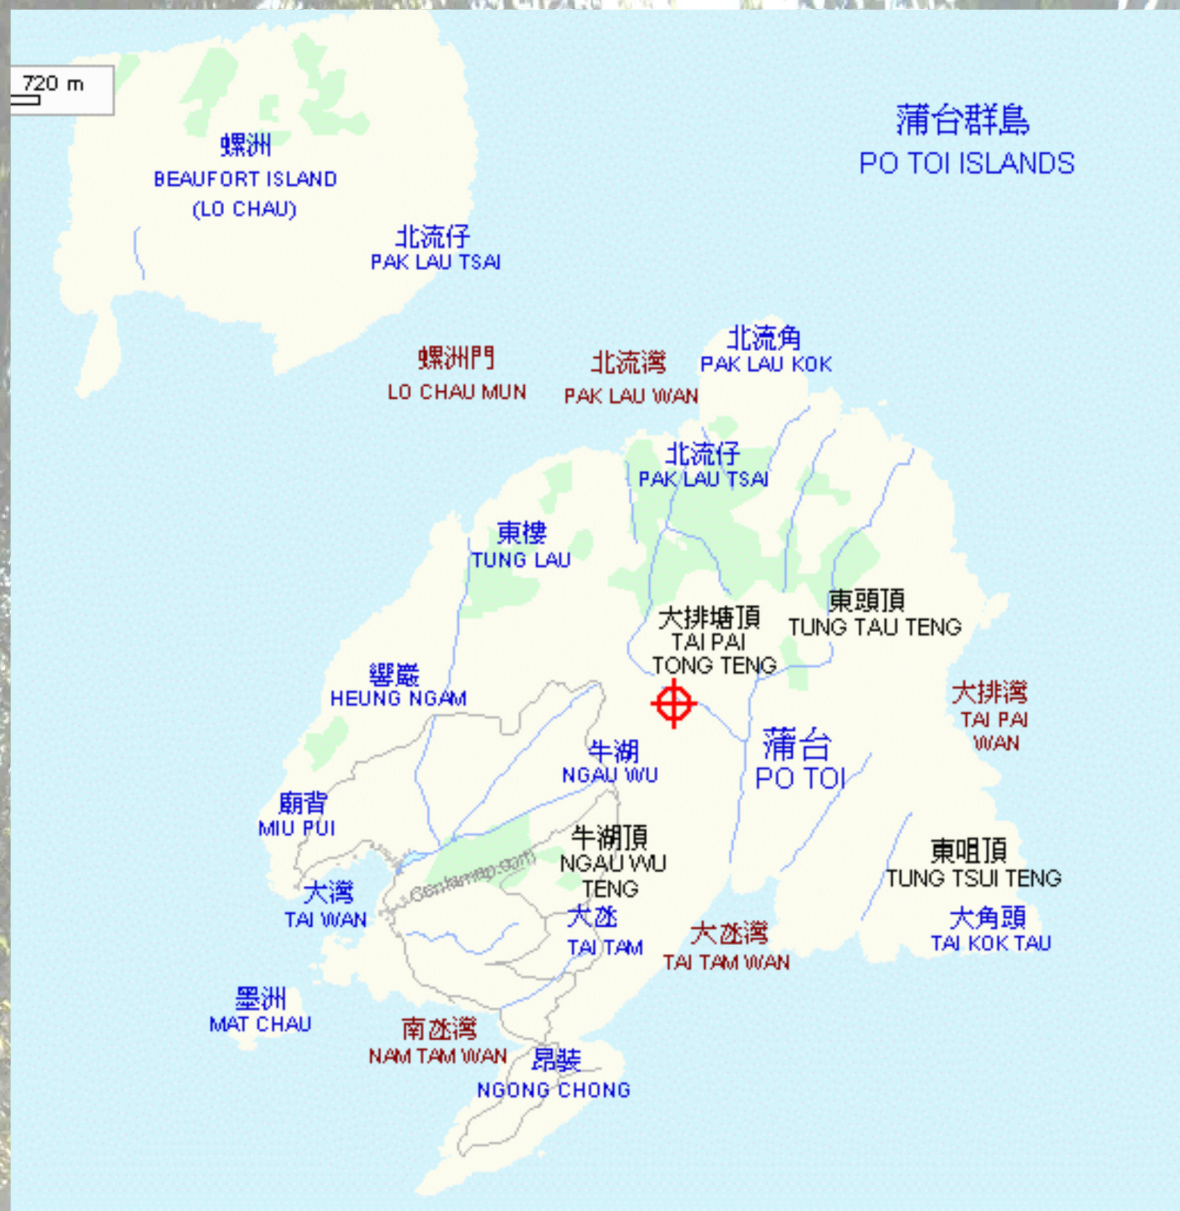 720 m
蒲台群島
PO TOI ISLANDS
螺洲
BEAUFORT ISLAND
(LO CHAU)
北流仔
PAK LAU TSAI
螺洲門
LO CHAU MUN
北流灣
PAK LAU WAN
北流角
PAK LAU KOK
北流仔
PAK LAU TSAI
東樓
TUNG LAU
大排塘頂
TAI PAI
TONG TENG
東頭頂
TUNG TAU TENG
響巖
HEUNG NGAM
大排灣
TAI PAI
WAN
牛湖
NGAU WU
蒲台
PO TOI
廟背
MIU PUI
牛湖頂
NGAU WU
TENG
東咀頂
TUNG TSUI TENG
Centamap.com
大灣
TAI WAN
大氹
TAI TAM
大氹灣
TAI TAM WAN
大角頭
TAI KOK TAU
墨洲
MAT CHAU
南氹灣
NAM TAM WAN
昂裝
NGONG CHONG